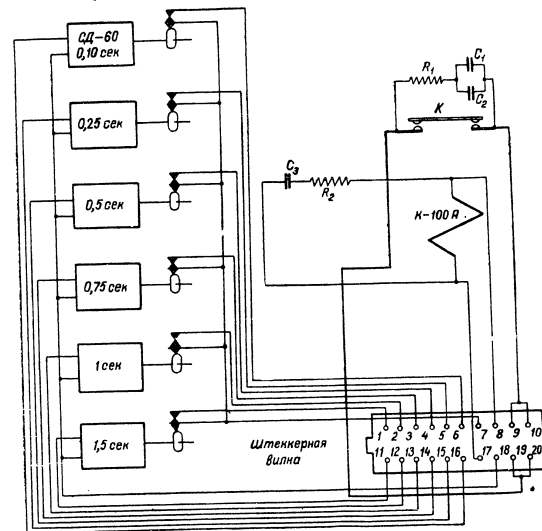 СД-60
0,10 сек
0,25 сек
0,5 сек
0,75 сек
1 сек
1,5 сек
C1
R1
C2
K
C3
R2
К-100 А
Штеккерная
вилка
1 2 3 4 5 6 7 8 9 10
11 12 13 14 15 16 17 18 19 20